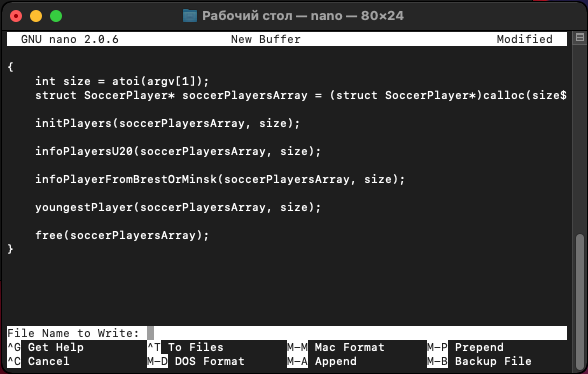 Рабочий стол — nano — 80×24
GNU nano 2.0.6 New Buffer Modified
{
int size = atoi(argv[1]);
struct SoccerPlayer* soccerPlayersArray = (struct SoccerPlayer*)calloc(size$
initPlayers(soccerPlayersArray, size);
infoPlayersU20(soccerPlayersArray, size);
infoPlayerFromBrestOrMinsk(soccerPlayersArray, size);
youngestPlayer(soccerPlayersArray, size);
free(soccerPlayersArray);
}
File Name to Write:
^G Get Help ^T To Files M-M Mac Format M-P Prepend
^C Cancel M-D DOS Format M-A Append M-B Backup File